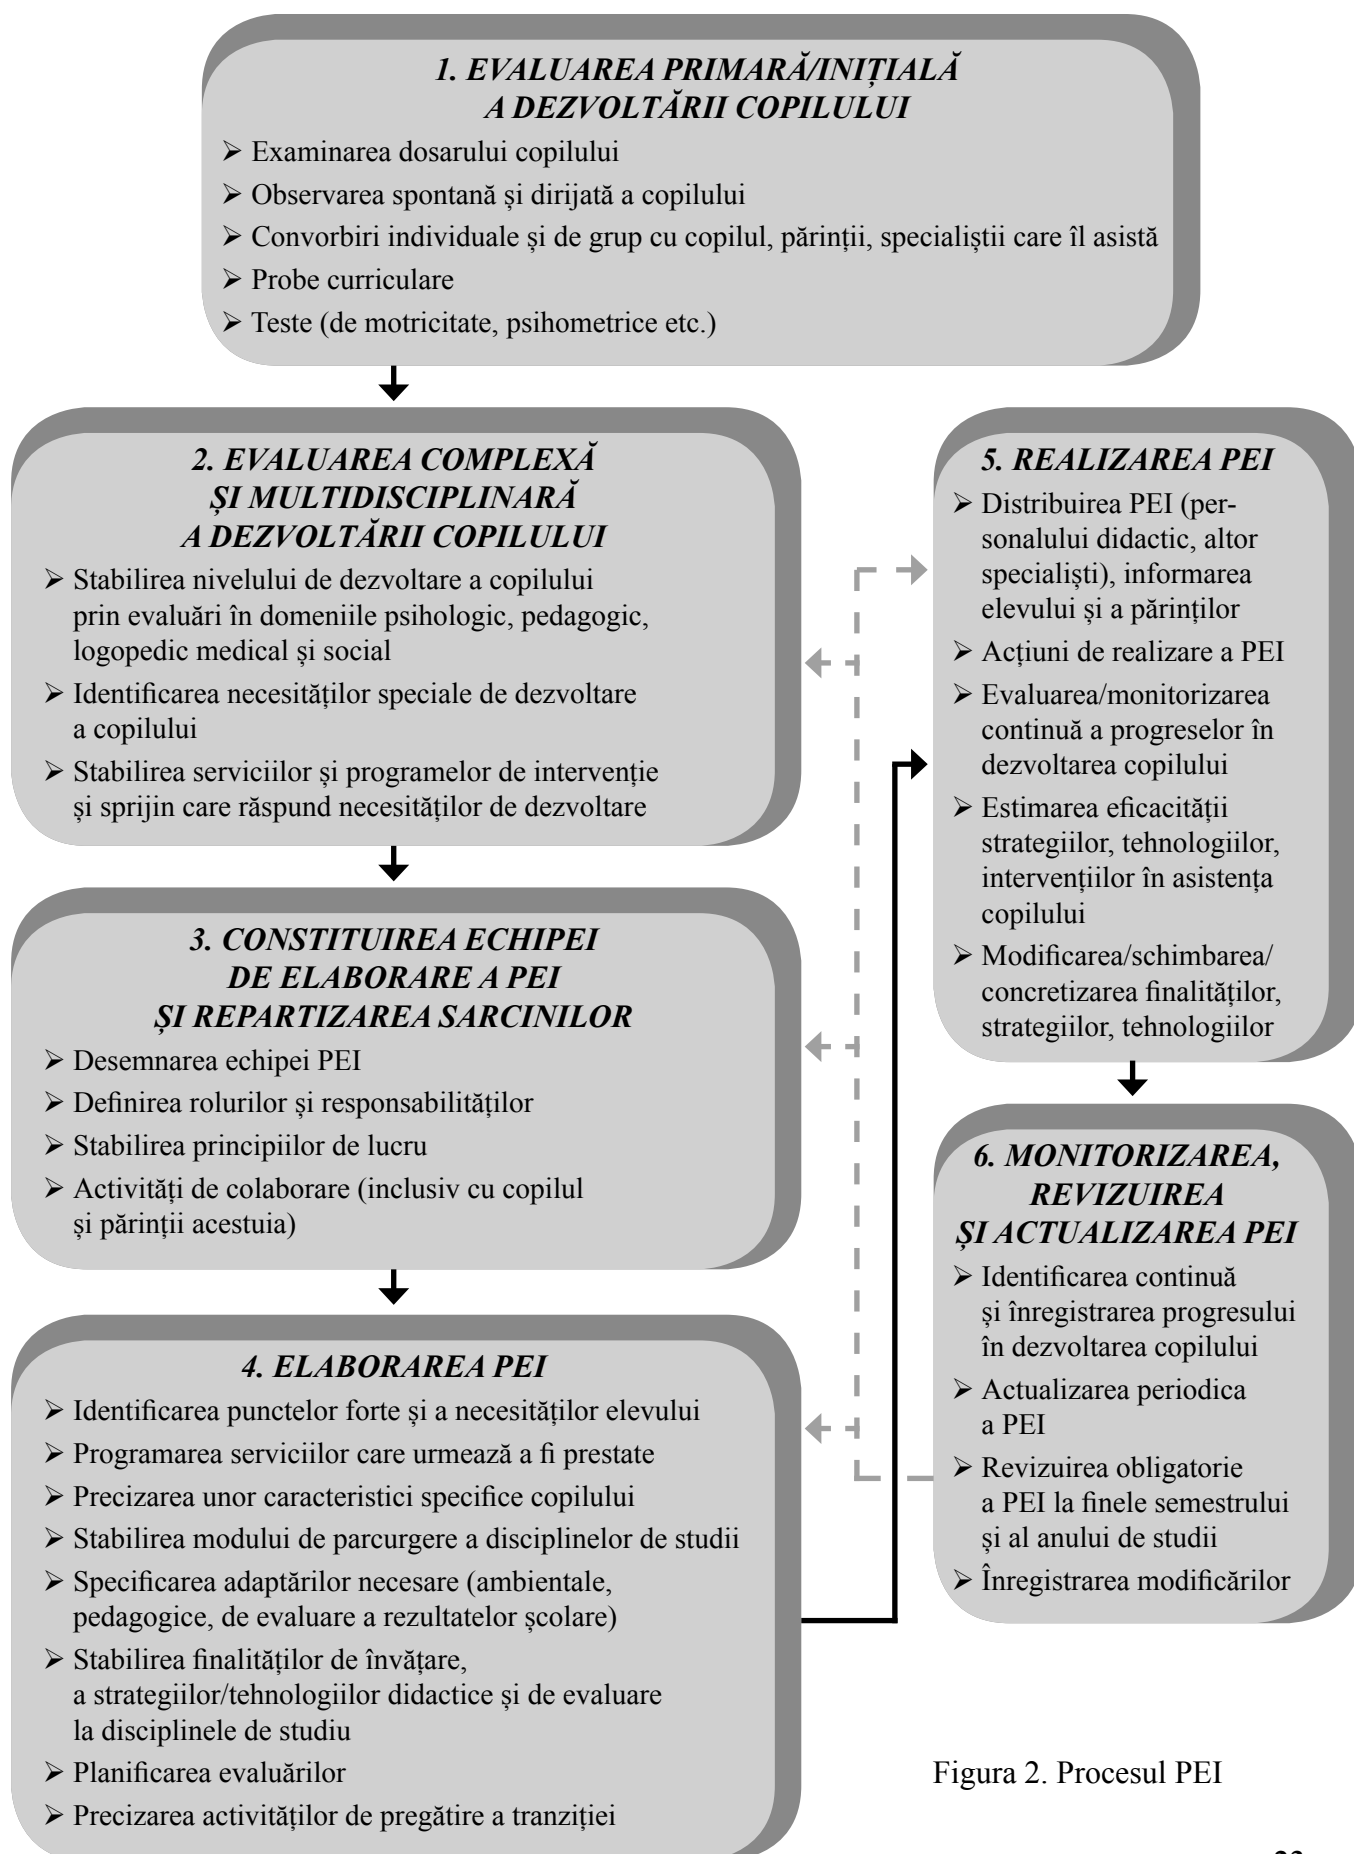 1. EVALUAREA PRIMARĂ/INIȚIALĂ
A DEZVOLTĂRII COPILULUI
➢ Examinarea dosarului copilului
➢ Observarea spontană și dirijată a copilului
➢ Convorbiri individuale și de grup cu copilul, părinții, specialiștii care îl asistă
➢ Probe curriculare
➢ Teste (de motricitate, psihometrice etc.)
2. EVALUAREA COMPLEXĂ
ȘI MULTIDISCIPLINARĂ
A DEZVOLTĂRII COPILULUI
➢ Stabilirea nivelului de dezvoltare a copilului
prin evaluări în domeniile psihologic, pedagogic,
logopedic medical și social
➢ Identificarea necesităților speciale de dezvoltare
a copilului
➢ Stabilirea serviciilor și programelor de intervenție
și sprijin care răspund necesităților de dezvoltare
3. CONSTITUIREA ECHIPEI
DE ELABORARE A PEI
ȘI REPARTIZAREA SARCINILOR
➢ Desemnarea echipei PEI
➢ Definirea rolurilor și responsabilităților
➢ Stabilirea principiilor de lucru
➢ Activități de colaborare (inclusiv cu copilul
și părinții acestuia)
4. ELABORAREA PEI
➢ Identificarea punctelor forte și a necesităților elevului
➢ Programarea serviciilor care urmează a fi prestate
➢ Precizarea unor caracteristici specifice copilului
➢ Stabilirea modului de parcurgere a disciplinelor de studii
➢ Specificarea adaptărilor necesare (ambientale,
pedagogice, de evaluare a rezultatelor școlare)
➢ Stabilirea finalităților de învățare,
a strategiilor/tehnologiilor didactice și de evaluare
la disciplinele de studiu
➢ Planificarea evaluărilor
➢ Precizarea activităților de pregătire a tranziției
5. REALIZAREA PEI
➢ Distribuirea PEI (per-
sonalului didactic, altor
specialiști), informarea
elevului și a părinților
➢ Acțiuni de realizare a PEI
➢ Evaluarea/monitorizarea
continuă a progreselor în
dezvoltarea copilului
➢ Estimarea eficacității
strategiilor, tehnologiilor,
intervențiilor în asistența
copilului
➢ Modificarea/schimbarea/
concretizarea finalităților,
strategiilor, tehnologiilor
6. MONITORIZAREA,
REVIZUIREA
ȘI ACTUALIZAREA PEI
➢ Identificarea continuă
și înregistrarea progresului
în dezvoltarea copilului
➢ Actualizarea periodica
a PEI
➢ Revizuirea obligatorie
a PEI la finele semestrului
și al anului de studii
➢ Înregistrarea modificărilor
Figura 2. Procesul PEI